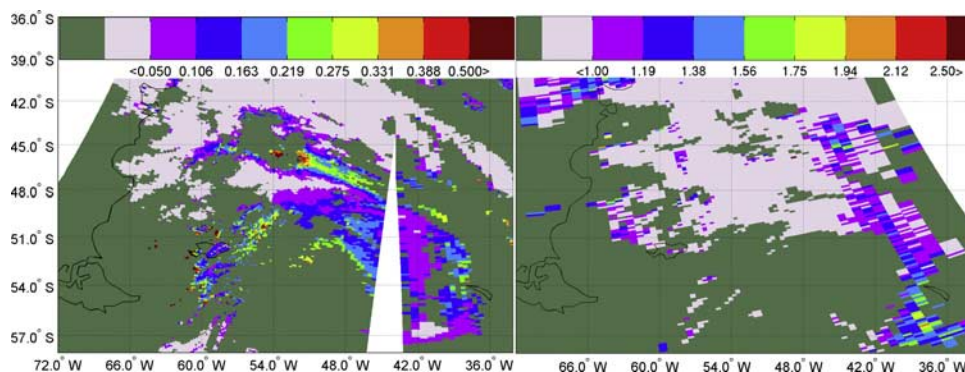 36.0° S
39.0° S
<0.050 0.106 0.163 0.219 0.275 0.331 0.388 0.500>
<1.00 1.19 1.38 1.56 1.75 1.94 2.12 2.50>
42.0° S
45.0° S
48.0° S
51.0° S
54.0° S
57.0° S
72.0° W 66.0° W 60.0° W 54.0° W 48.0° W 42.0° W 36.0° W
66.0° W 60.0° W 54.0° W 48.0° W 42.0° W 36.0° W